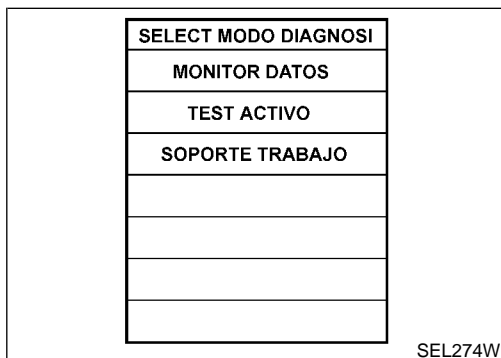 SELECT MODO DIAGNOSI
MONITOR DATOS
TEST ACTIVO
SOPORTE TRABAJO
SEL274W